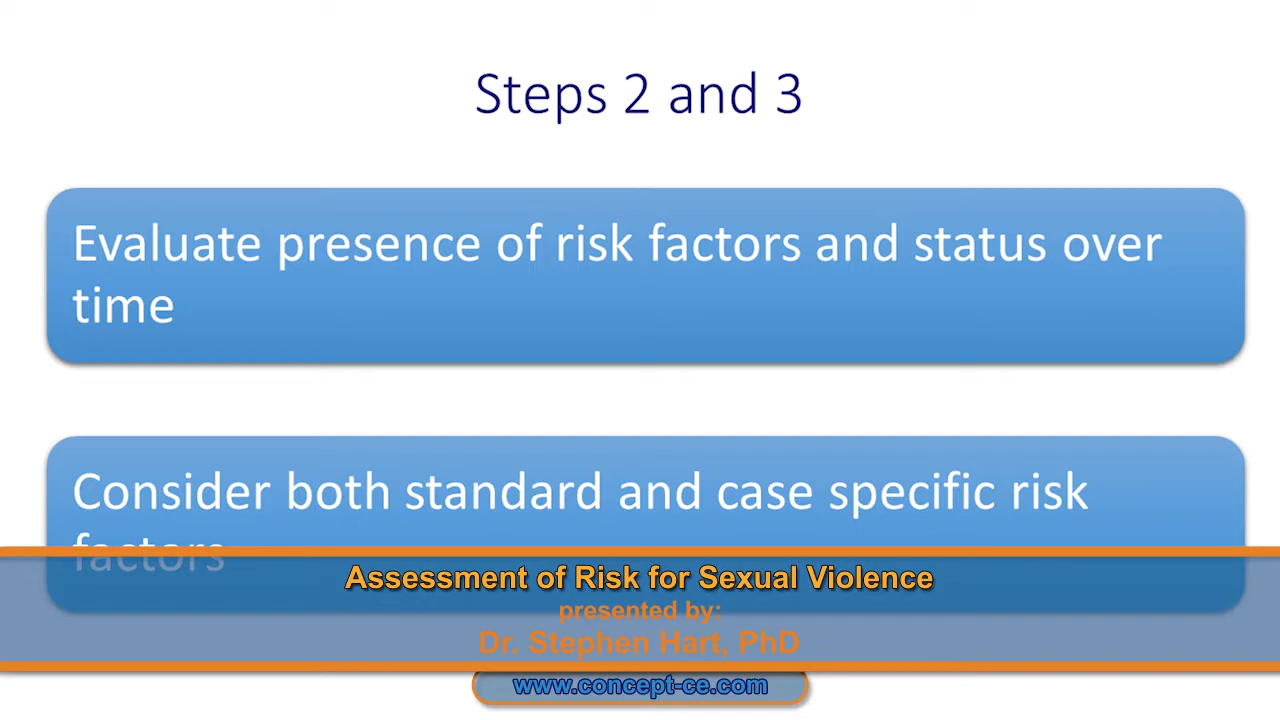 Steps 2 and 3
Evaluate presence of risk factors and status over
time
Consider both standard and case specific risk
factors
Assessment of Risk for Sexual Violence
presented by:
Dr. Stephen Hart, PhD
www.concept-ce.com